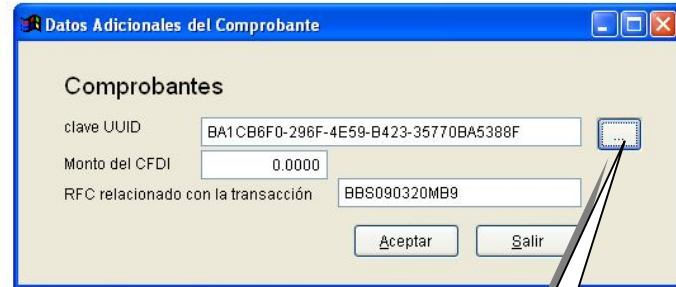 Datos Adicionales del Comprobante
Comprobantes
clave UUID BA1CB6F0-296F-4E59-B423-35770BA5388F ...
Monto del CFDI 0.0000
RFC relacionado con la transacción BBS090320MB9
Aceptar Salir